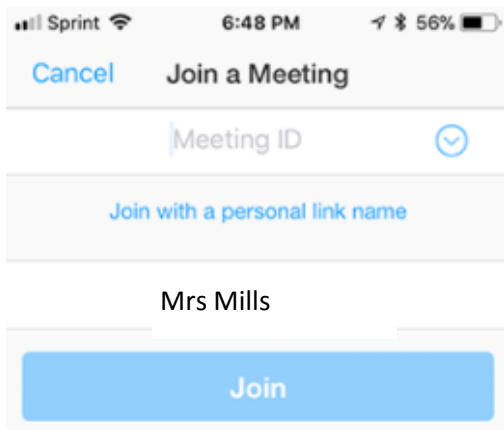 Sprint 6:48 PM 56%
Cancel Join a Meeting
Meeting ID
Join with a personal link name
Mrs Mills
Join